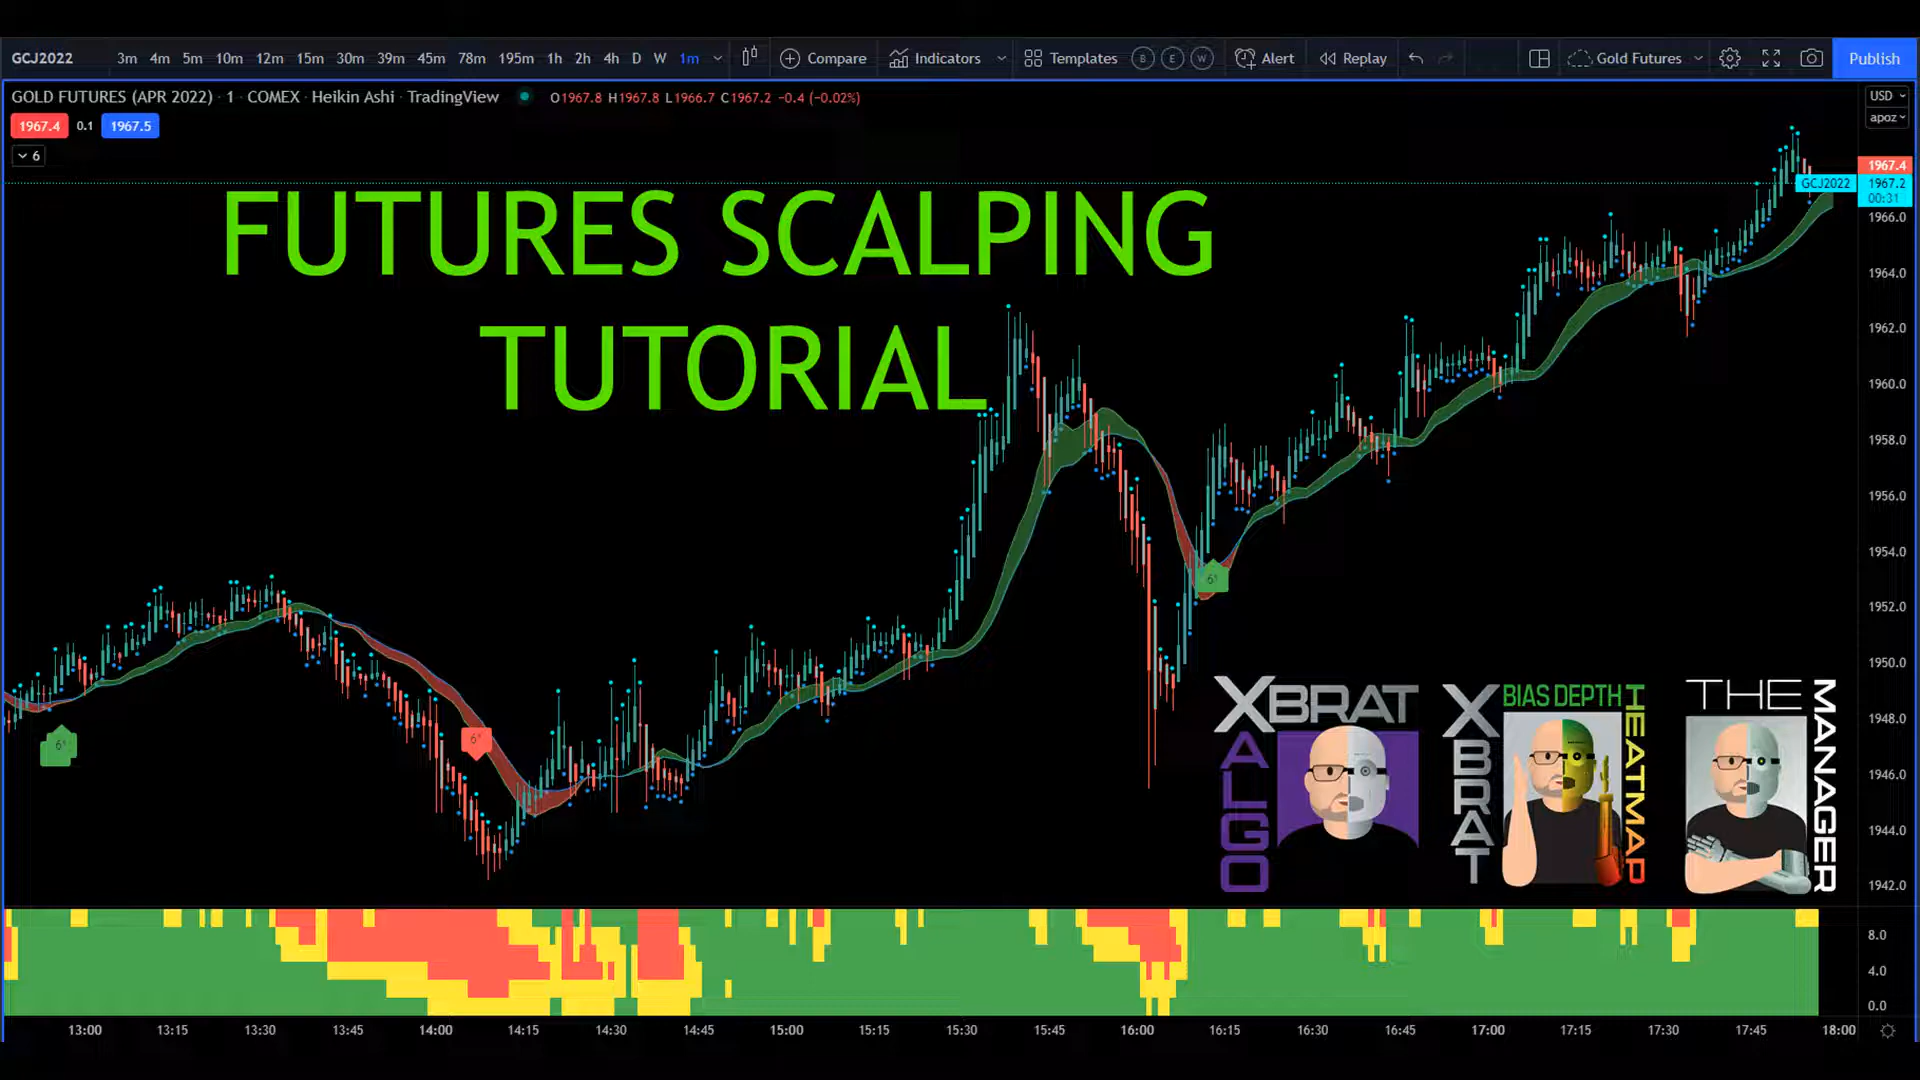 GCJ2022 3m 4m 5m 10m 12m 15m 30m 39m 45m 78m 195m 1h 2h 4h D W 1m Compare Indicators Templates B E W Alert Replay Gold Futures Publish
GOLD FUTURES (APR 2022) · 1 · COMEX · Heikin Ashi · TradingView O1967.8 H1967.8 L1966.7 C1967.2 −0.4 (−0.02%)
USD
apoz
1967.4 0.1 1967.5
6
FUTURES SCALPING
TUTORIAL
1967.4
GCJ2022 1967.2
00:31
1966.0
1964.0
1962.0
1960.0
1958.0
1956.0
1954.0
1952.0
1950.0
1948.0
1946.0
1944.0
1942.0
6
6
6
XBRAT
ALGO
XBRAT
BIAS DEPTH
HEATMAP
THE
MANAGER
8.0
4.0
0.0
13:00 13:15 13:30 13:45 14:00 14:15 14:30 14:45 15:00 15:15 15:30 15:45 16:00 16:15 16:30 16:45 17:00 17:15 17:30 17:45 18:00